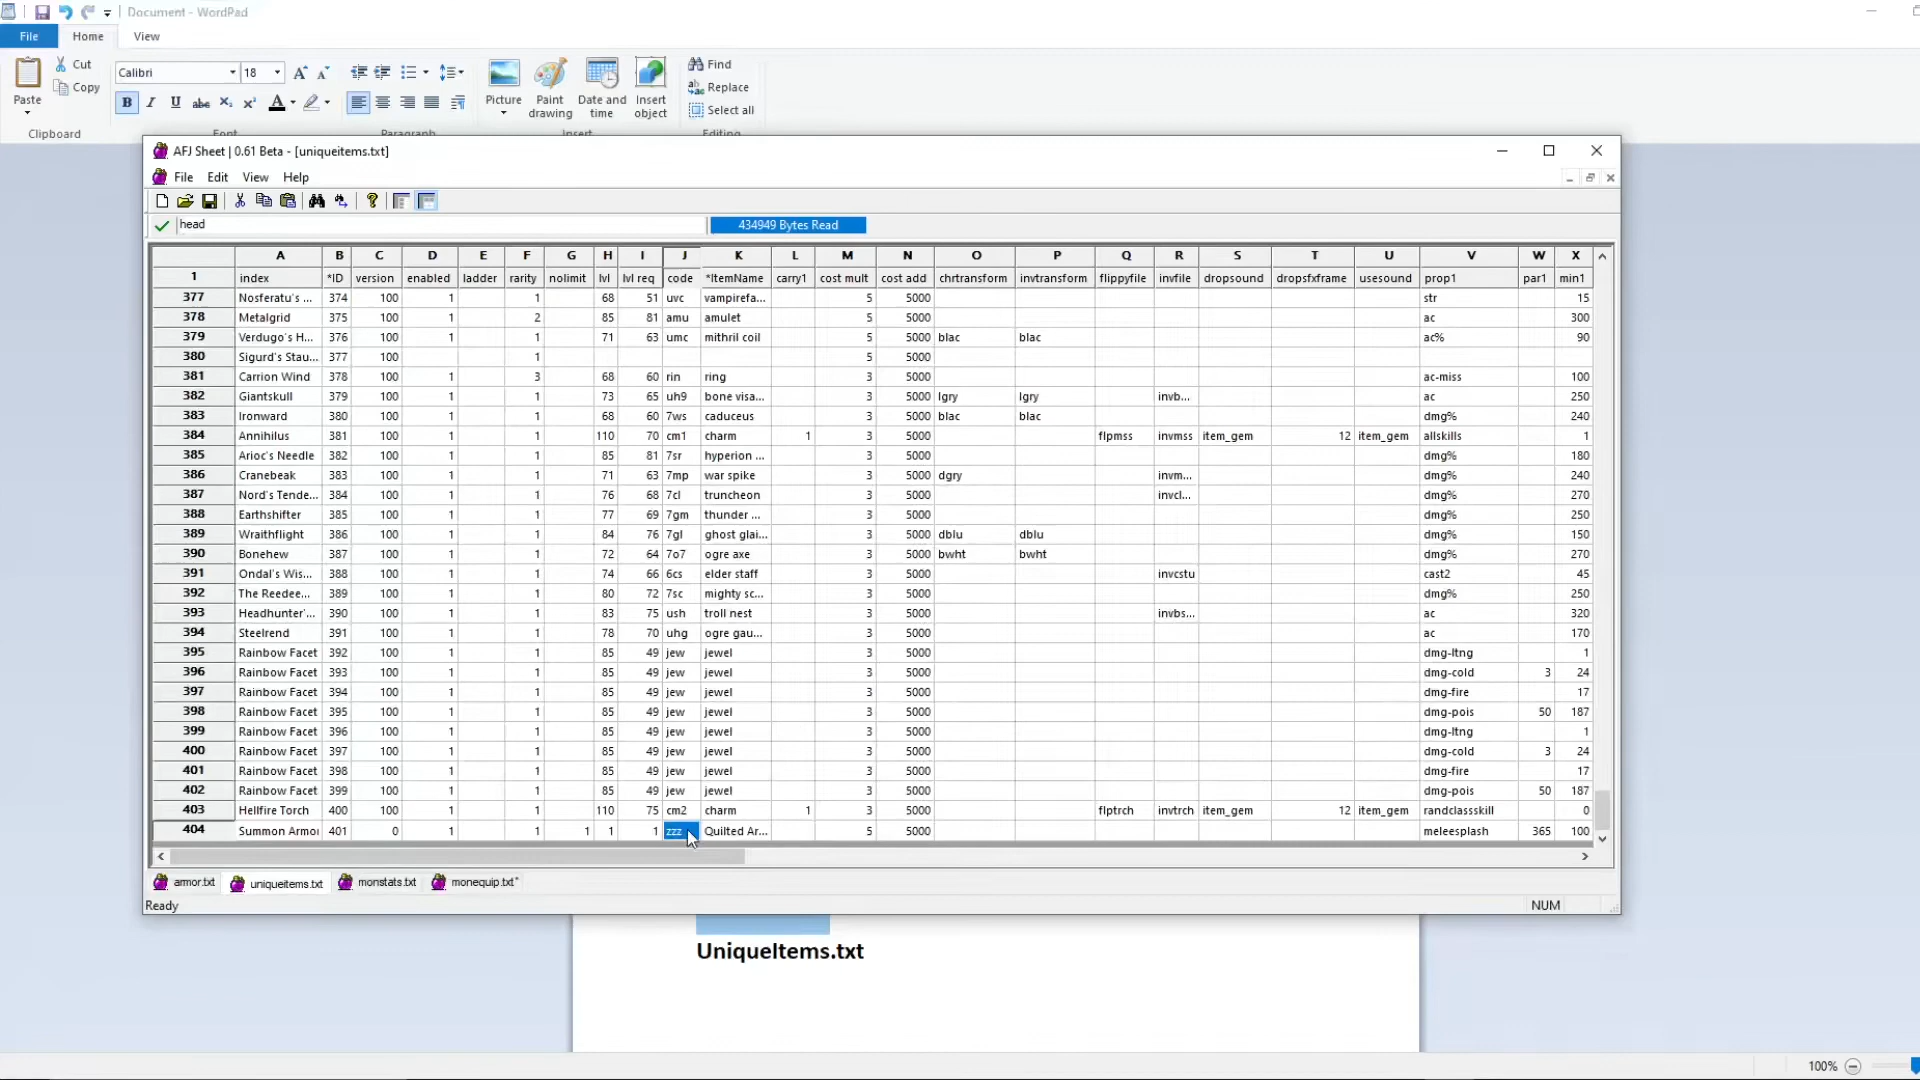 Document - WordPad
File Home View
Paste Cut Copy Clipboard
Calibri 18
B I U abc X₂ X² A
Font Paragraph
Picture Paint drawing Date and time Insert object
Insert
Find
Replace
Select all
Editing
AFJ Sheet | 0.61 Beta - [uniqueitems.txt]
File Edit View Help
head 434949 Bytes Read
A B C D E F G H I J K L M N O P Q R S T U V W X
1 index *ID version enabled ladder rarity nolimit lvl lvl req code *ItemName carry1 cost mult cost add chrtransform invtransform flippyfile invfile dropsound dropsfxframe usesound prop1 par1 min1
377 Nosferatu's ... 374 100 1 1 68 51 uvc vampirefa... 5 5000 str 15
378 Metalgrid 375 100 1 2 85 81 amu amulet 5 5000 ac 300
379 Verdugo's H... 376 100 1 1 71 63 umc mithril coil 5 5000 blac blac ac% 90
380 Sigurd's Stau... 377 100 1 5 5000
381 Carrion Wind 378 100 1 3 68 60 rin ring 3 5000 ac-miss 100
382 Giantskull 379 100 1 1 73 65 uh9 bone visa... 3 5000 lgry lgry invb... ac 250
383 Ironward 380 100 1 1 68 60 7ws caduceus 3 5000 blac blac dmg% 240
384 Annihilus 381 100 1 1 110 70 cm1 charm 1 3 5000 flpmss invmss item_gem 12 item_gem allskills 1
385 Arioc's Needle 382 100 1 1 85 81 7sr hyperion ... 3 5000 dmg% 180
386 Cranebeak 383 100 1 1 71 63 7mp war spike 3 5000 dgry invm... dmg% 240
387 Nord's Tende... 384 100 1 1 76 68 7cl truncheon 3 5000 invcl... dmg% 270
388 Earthshifter 385 100 1 1 77 69 7gm thunder ... 3 5000 dmg% 250
389 Wraithflight 386 100 1 1 84 76 7gl ghost glai... 3 5000 dblu dblu dmg% 150
390 Bonehew 387 100 1 1 72 64 7o7 ogre axe 3 5000 bwht bwht dmg% 270
391 Ondal's Wis... 388 100 1 1 74 66 6cs elder staff 3 5000 invcstu cast2 45
392 The Reedee... 389 100 1 1 80 72 7sc mighty sc... 3 5000 dmg% 250
393 Headhunter'... 390 100 1 1 83 75 ush troll nest 3 5000 invbs... ac 320
394 Steelrend 391 100 1 1 78 70 uhg ogre gau... 3 5000 ac 170
395 Rainbow Facet 392 100 1 1 85 49 jew jewel 3 5000 dmg-ltng 1
396 Rainbow Facet 393 100 1 1 85 49 jew jewel 3 5000 dmg-cold 3 24
397 Rainbow Facet 394 100 1 1 85 49 jew jewel 3 5000 dmg-fire 17
398 Rainbow Facet 395 100 1 1 85 49 jew jewel 3 5000 dmg-pois 50 187
399 Rainbow Facet 396 100 1 1 85 49 jew jewel 3 5000 dmg-ltng 1
400 Rainbow Facet 397 100 1 1 85 49 jew jewel 3 5000 dmg-cold 3 24
401 Rainbow Facet 398 100 1 1 85 49 jew jewel 3 5000 dmg-fire 17
402 Rainbow Facet 399 100 1 1 85 49 jew jewel 3 5000 dmg-pois 50 187
403 Hellfire Torch 400 100 1 1 110 75 cm2 charm 1 3 5000 flptrch invtrch item_gem 12 item_gem randclassskill 0
404 Summon Armor 401 0 1 1 1 1 1 zzz Quilted Ar... 5 5000 meleesplash 365 100
armor.txt uniqueitems.txt monstats.txt monequip.txt*
Ready NUM
UniqueItems.txt
100%